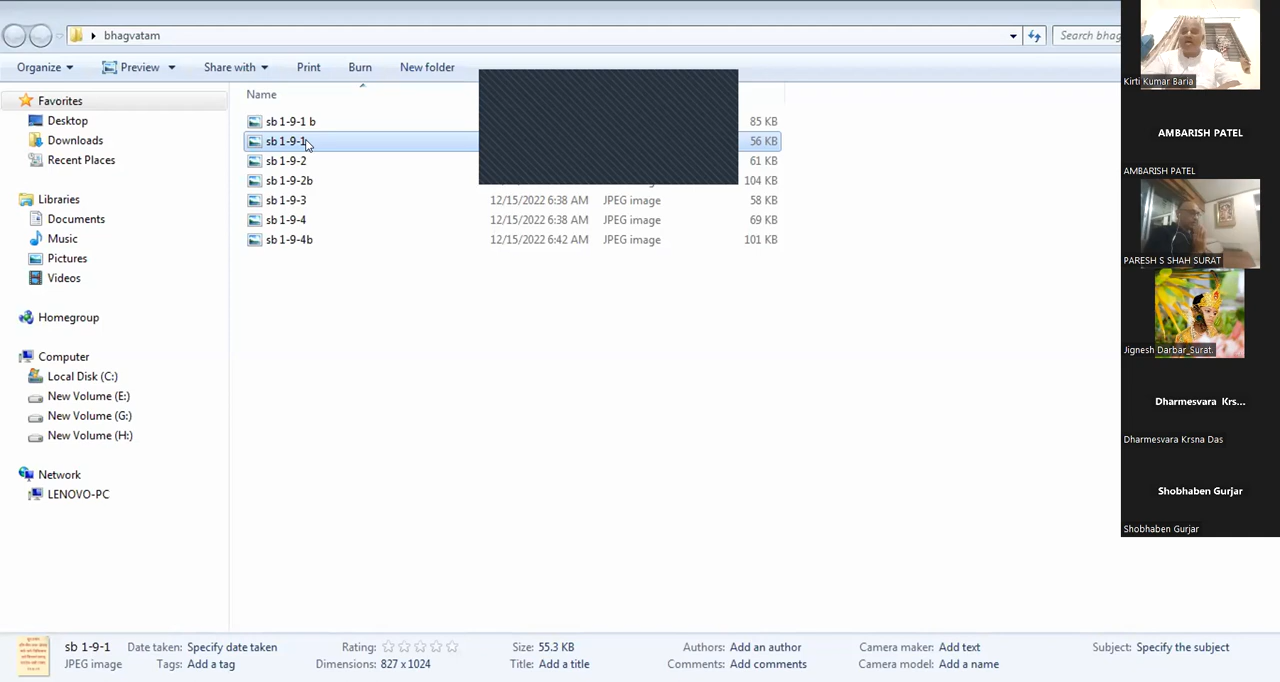 bhagvatam
Search bhag
Organize
Preview
Share with
Print
Burn
New folder
Favorites
Desktop
Downloads
Recent Places
Libraries
Documents
Music
Pictures
Videos
Homegroup
Computer
Local Disk (C:)
New Volume (E:)
New Volume (G:)
New Volume (H:)
Network
LENOVO-PC
Name
sb 1-9-1 b 85 KB
sb 1-9-1 56 KB
sb 1-9-2 61 KB
sb 1-9-2b 104 KB
sb 1-9-3 12/15/2022 6:38 AM JPEG image 58 KB
sb 1-9-4 12/15/2022 6:38 AM JPEG image 69 KB
sb 1-9-4b 12/15/2022 6:42 AM JPEG image 101 KB
Kirti Kumar Baria
AMBARISH PATEL
AMBARISH PATEL
PARESH S SHAH SURAT
Jignesh Darbar_Surat.
Dharmesvara Krs...
Dharmesvara Krsna Das
Shobhaben Gurjar
Shobhaben Gurjar
sb 1-9-1 Date taken: Specify date taken Rating: Size: 55.3 KB Authors: Add an author Camera maker: Add text Subject: Specify the subject
JPEG image Tags: Add a tag Dimensions: 827 x 1024 Title: Add a title Comments: Add comments Camera model: Add a name